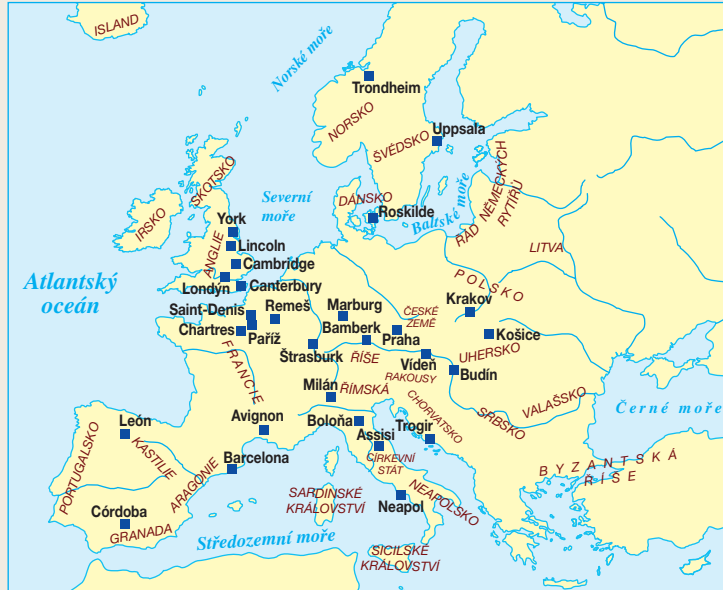 ISLAND
Norské moře
Trondheim
NORSKO
ŠVÉDSKO
Uppsala
SKOTSKO
IRSKO
Severní
moře
DÁNSKO
Roskilde
Baltské moře
ŘÁD NĚMECKÝCH
RYTÍŘŮ
LITVA
York
Lincoln
ANGLIE
Cambridge
Londýn
Canterbury
Atlantský
oceán
POLSKO
Krakov
Košice
Saint-Denis
Remeš
Marburg
ČESKÉ
ZEMĚ
Chartres
Paříž
Bamberk
Praha
Štrasburk
ŘÍŠE
Vídeň
UHERSKO
Budín
FRANCIE
RAKOUSY
Milán
ŘÍMSKÁ
CHORVATSKO
SRBSKO
VALAŠSKO
Černé moře
León
Avignon
Boloňa
Assisi
Trogir
CÍRKEVNÍ
STÁT
PORTUGALSKO
KASTILIE
ARAGONIE
Barcelona
BYZANTSKÁ
ŘÍŠE
SARDINSKÉ
KRÁLOVSTVÍ
Neapol
NEAPOLSKO
Córdoba
GRANADA
Středozemní moře
SICILSKÉ
KRÁLOVSTVÍ